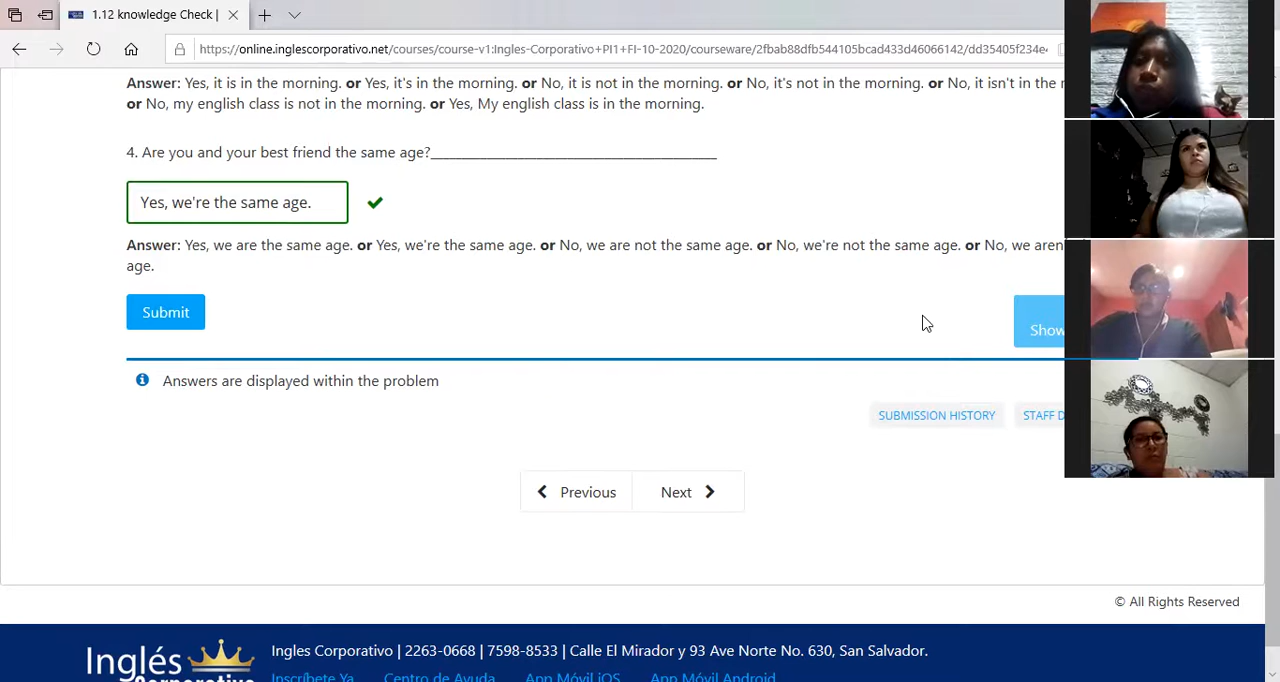 1.12 knowledge Check |
https://online.inglescorporativo.net/courses/course-v1:Ingles-Corporativo+PI1+FI-10-2020/courseware/2fbab88dfb544105bcad433d46066142/dd35405f234e4
Answer: Yes, it is in the morning. or Yes, it's in the morning. or No, it is not in the morning. or No, it's not in the morning. or No, it isn't in the
or No, my english class is not in the morning. or Yes, My english class is in the morning.
4. Are you and your best friend the same age?
Yes, we're the same age.
Answer: Yes, we are the same age. or Yes, we're the same age. or No, we are not the same age. or No, we're not the same age. or No, we aren
age.
Submit
Show
Answers are displayed within the problem
SUBMISSION HISTORY STAFF D
Previous Next
© All Rights Reserved
Inglés Corporativo
Ingles Corporativo | 2263-0668 | 7598-8533 | Calle El Mirador y 93 Ave Norte No. 630, San Salvador.
Inscríbete Ya Centro de Ayuda App Móvil iOS App Móvil Android